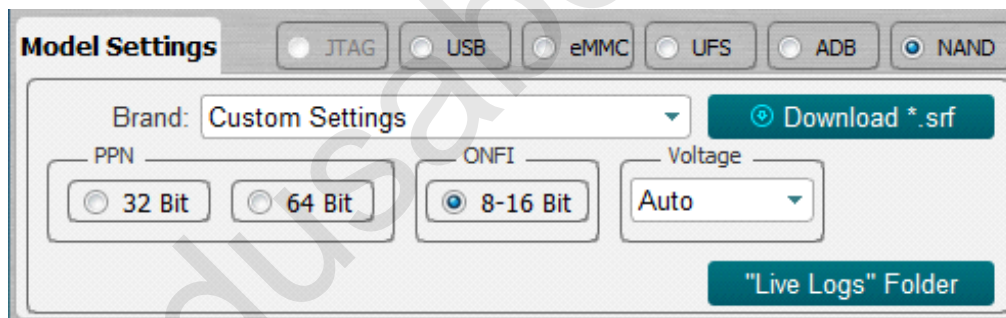 Model Settings JTAG USB eMMC UFS ADB NAND
Brand: Custom Settings Download *.srf
PPN ONFI Voltage
32 Bit 64 Bit 8-16 Bit Auto
"Live Logs" Folder